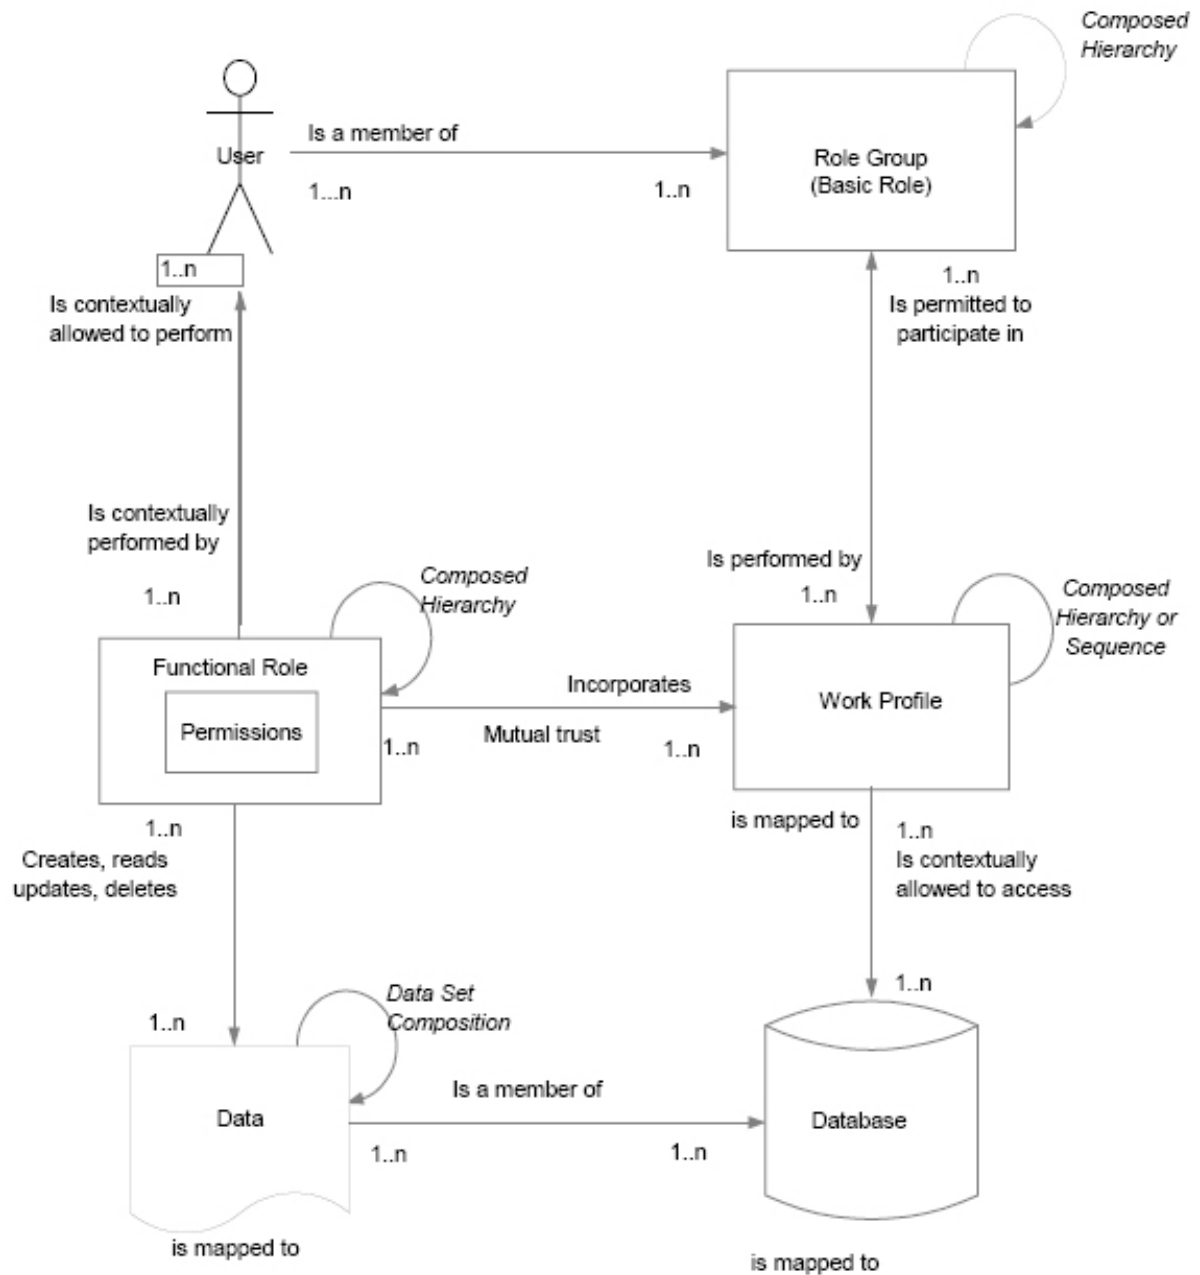 Composed
Hierarchy
Is a member of
User
Role Group
(Basic Role)
1...n
1..n
1..n
Is contextually
allowed to perform
1..n
Is permitted to
participate in
Is contextually
performed by
1..n
Is performed by
1..n
Composed
Hierarchy
Composed
Hierarchy or
Sequence
Functional Role
Permissions
Incorporates
Mutual trust
1..n
1..n
Work Profile
1..n
Creates, reads
updates, deletes
is mapped to
1..n
Is contextually
allowed to access
1..n
Data Set
Composition
1..n
Data
Is a member of
1..n
1..n
Database
is mapped to
is mapped to